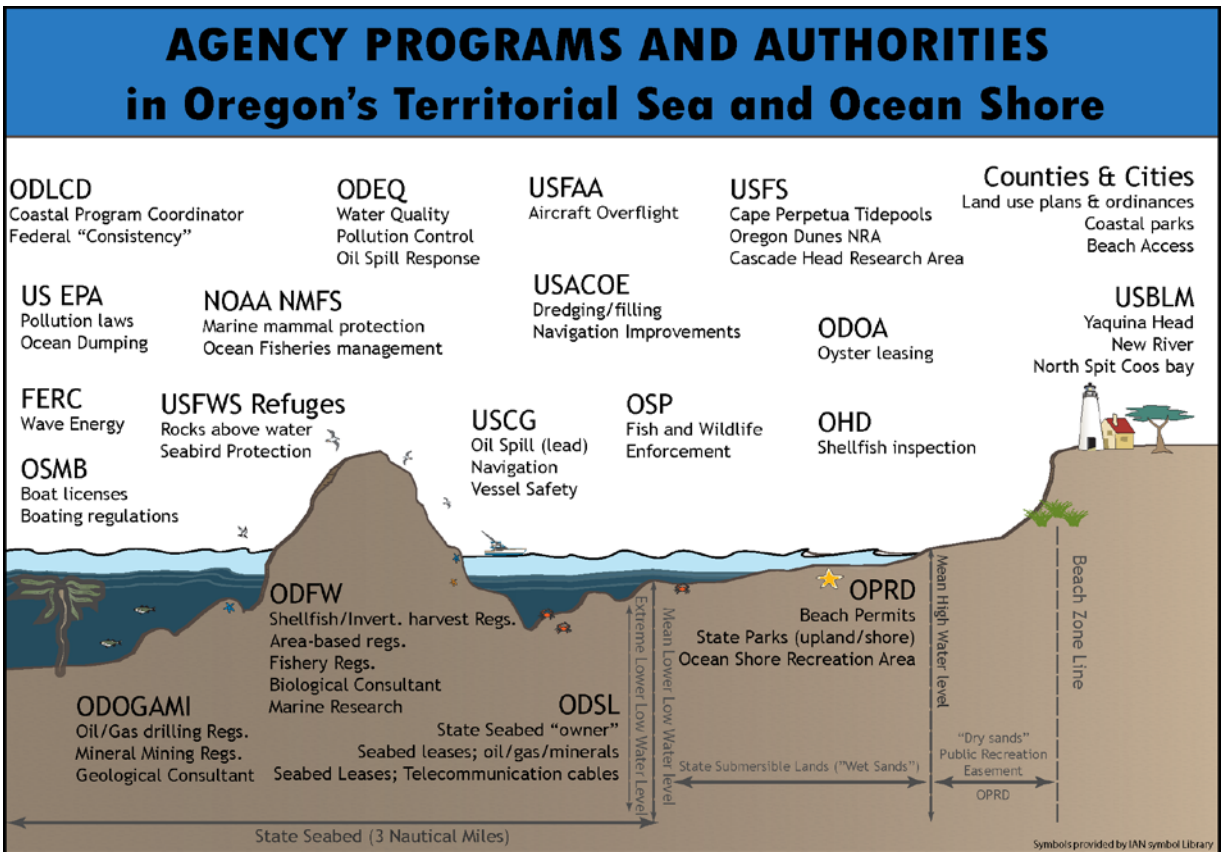 AGENCY PROGRAMS AND AUTHORITIES
in Oregon's Territorial Sea and Ocean Shore
ODLCD
Coastal Program Coordinator
Federal “Consistency”
ODEQ
Water Quality
Pollution Control
Oil Spill Response
USFAA
Aircraft Overflight
USFS
Cape Perpetua Tidepools
Oregon Dunes NRA
Cascade Head Research Area
Counties & Cities
Land use plans & ordinances
Coastal parks
Beach Access
US EPA
Pollution laws
Ocean Dumping
NOAA NMFS
Marine mammal protection
Ocean Fisheries management
USACOE
Dredging/filling
Navigation Improvements
ODOA
Oyster leasing
USBLM
Yaquina Head
New River
North Spit Coos bay
FERC
Wave Energy
USFWS Refuges
Rocks above water
Seabird Protection
USCG
Oil Spill (lead)
Navigation
Vessel Safety
OSP
Fish and Wildlife
Enforcement
OHD
Shellfish inspection
OSMB
Boat licenses
Boating regulations
ODFW
Shellfish/Invert. harvest Regs.
Area-based regs.
Fishery Regs.
Biological Consultant
Marine Research
OPRD
Beach Permits
State Parks (upland/shore)
Ocean Shore Recreation Area
ODOGAMI
Oil/Gas drilling Regs.
Mineral Mining Regs.
Geological Consultant
ODSL
State Seabed “owner”
Seabed leases; oil/gas/minerals
Seabed Leases; Telecommunication cables
Extreme Lower Low Water Level
Mean Lower Low Water level
Mean High Water level
Beach Zone Line
State Submersible Lands ("Wet Sands")
“Dry sands”
Public Recreation
Easement
OPRD
State Seabed (3 Nautical Miles)
Symbols provided by IAN symbol Library